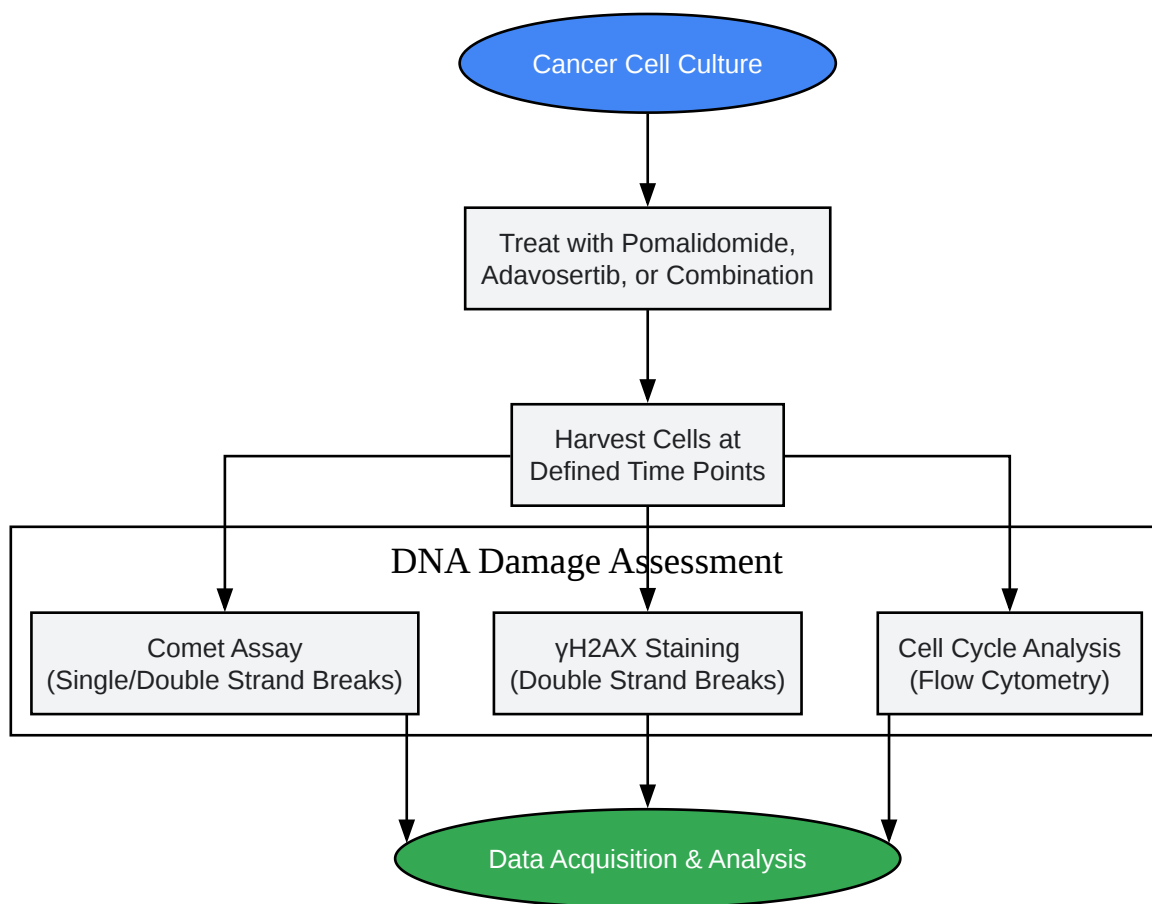 Cancer Cell Culture
Treat with Pomalidomide,
Adavosertib, or Combination
Harvest Cells at
Defined Time Points
DNA Damage Assessment
Comet Assay
(Single/Double Strand Breaks)
γH2AX Staining
(Double Strand Breaks)
Cell Cycle Analysis
(Flow Cytometry)
Data Acquisition & Analysis